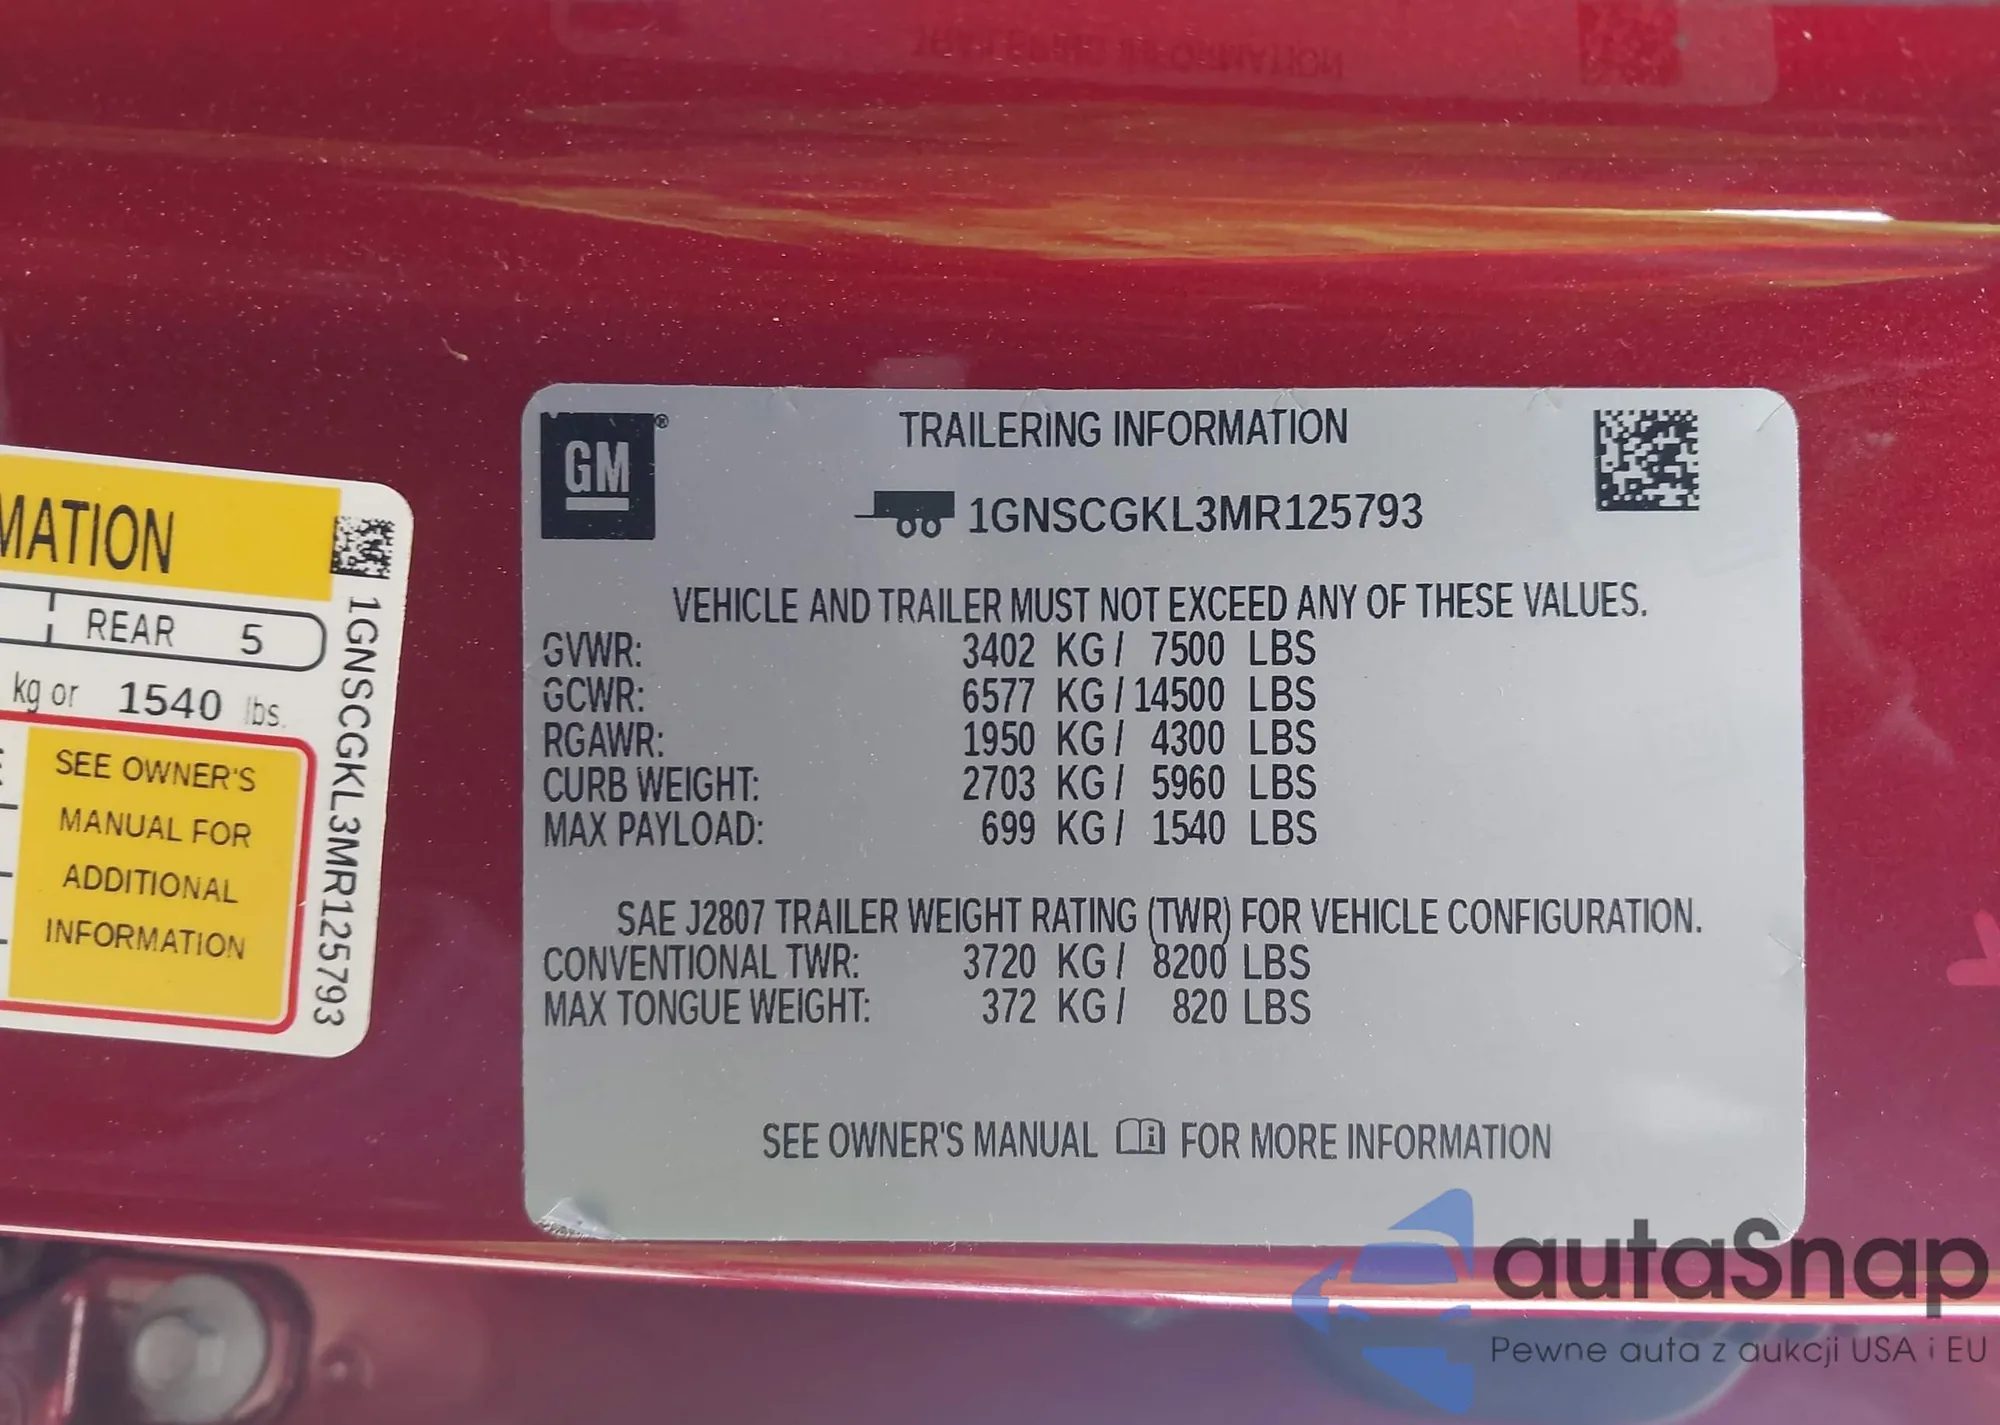 MATION
REAR 5
kg or 1540 lbs.
SEE OWNER'S
MANUAL FOR
ADDITIONAL
INFORMATION
1GNSCGKL3MR125793
GM®
TRAILERING INFORMATION
1GNSCGKL3MR125793
VEHICLE AND TRAILER MUST NOT EXCEED ANY OF THESE VALUES.
GVWR: 3402 KG / 7500 LBS
GCWR: 6577 KG / 14500 LBS
RGAWR: 1950 KG / 4300 LBS
CURB WEIGHT: 2703 KG / 5960 LBS
MAX PAYLOAD: 699 KG / 1540 LBS
SAE J2807 TRAILER WEIGHT RATING (TWR) FOR VEHICLE CONFIGURATION.
CONVENTIONAL TWR: 3720 KG / 8200 LBS
MAX TONGUE WEIGHT: 372 KG / 820 LBS
SEE OWNER'S MANUAL FOR MORE INFORMATION
autaSnap
Pewne auta z aukcji USA i EU